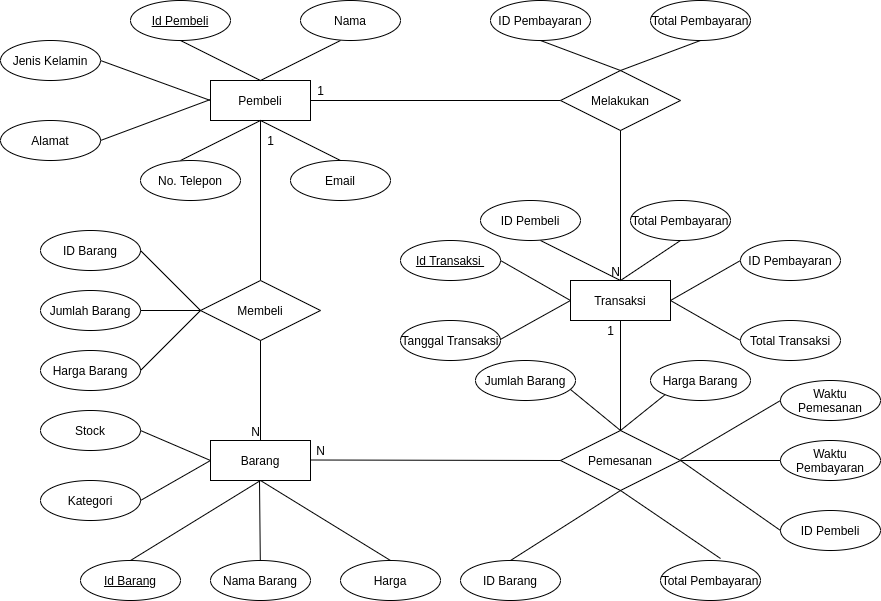 Id Pembeli
Nama
ID Pembayaran
Total Pembayaran
Jenis Kelamin
Pembeli
1
Melakukan
Alamat
1
No. Telepon
Email
ID Pembeli
Total Pembayaran
ID Barang
Id Transaksi
ID Pembayaran
N
Jumlah Barang
Membeli
Transaksi
1
Tanggal Transaksi
Total Transaksi
Harga Barang
Jumlah Barang
Harga Barang
Waktu
Pemesanan
Stock
N
N
Barang
Pemesanan
Waktu
Pembayaran
Kategori
ID Pembeli
Id Barang
Nama Barang
Harga
ID Barang
Total Pembayaran